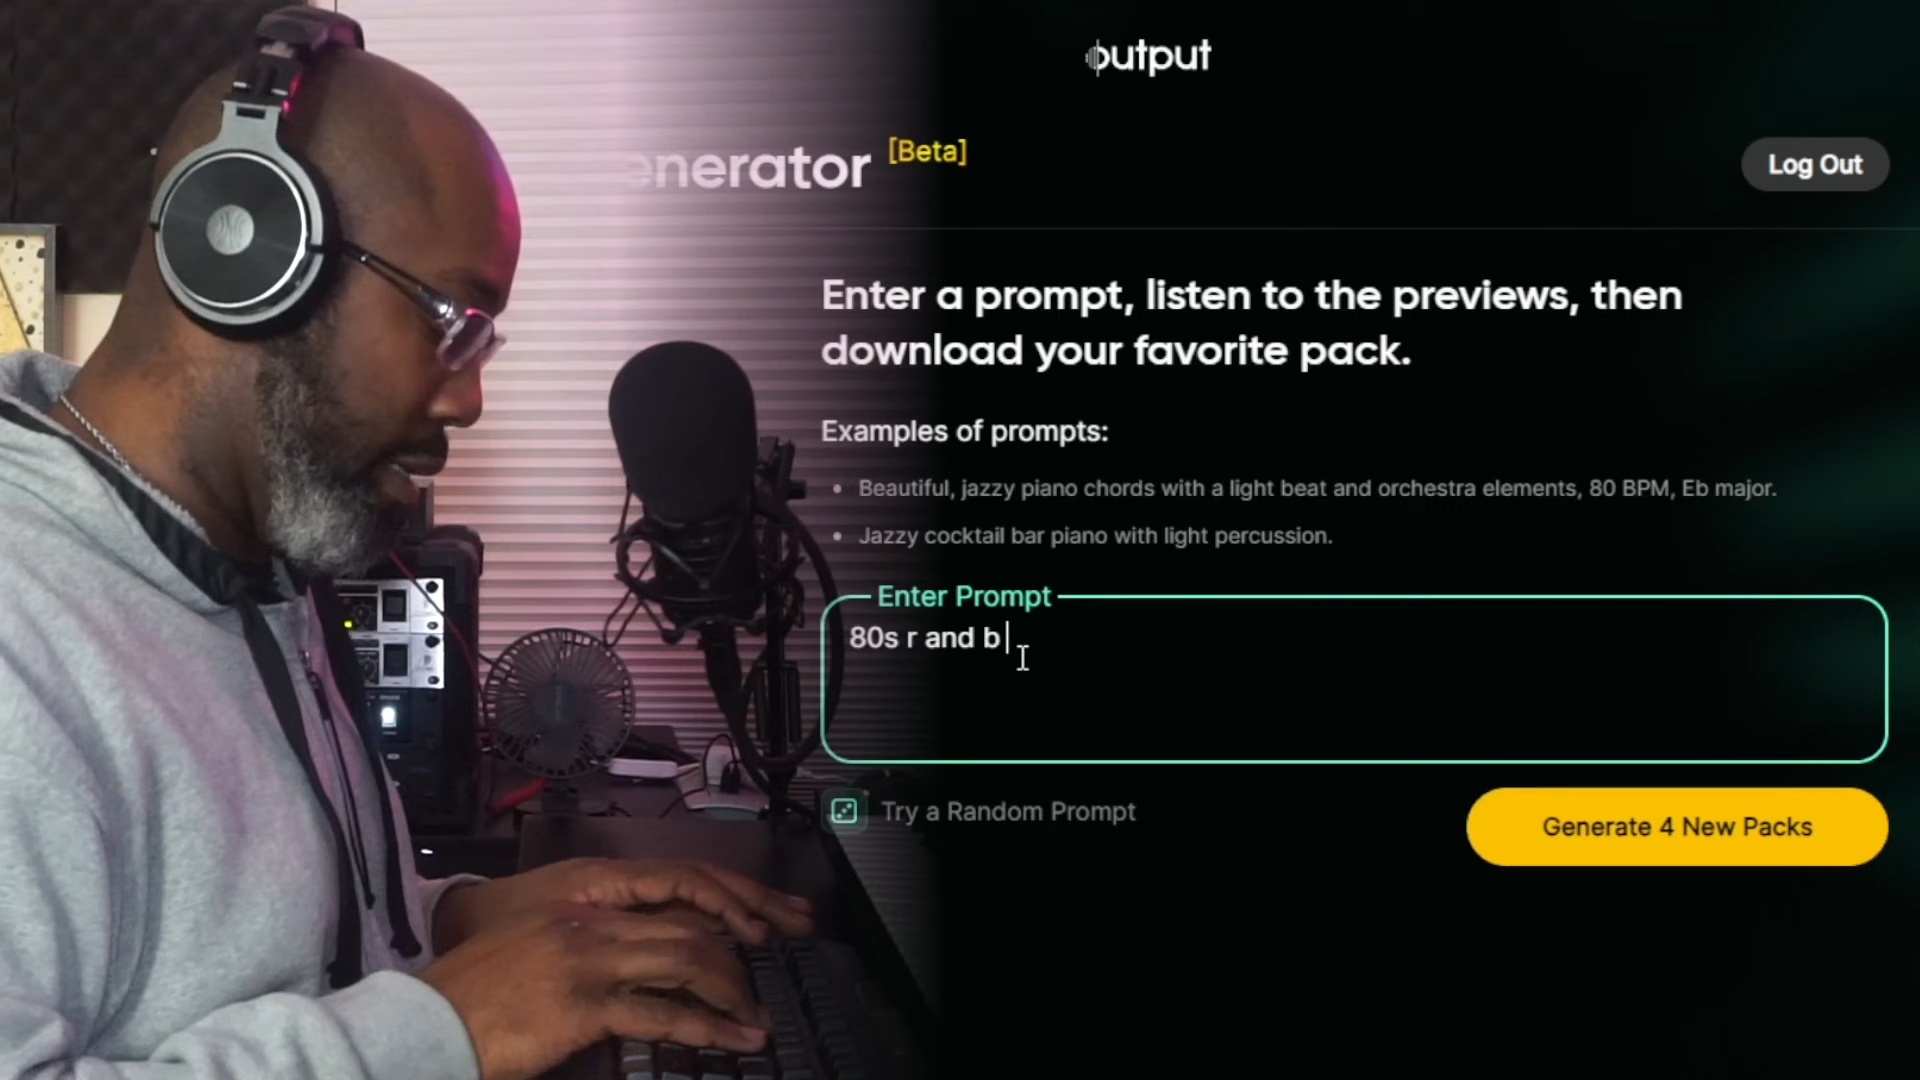 output
enerator [Beta]
Log Out
Enter a prompt, listen to the previews, then
download your favorite pack.
Examples of prompts:
• Beautiful, jazzy piano chords with a light beat and orchestra elements, 80 BPM, Eb major.
• Jazzy cocktail bar piano with light percussion.
Enter Prompt
80s r and b
Try a Random Prompt
Generate 4 New Packs